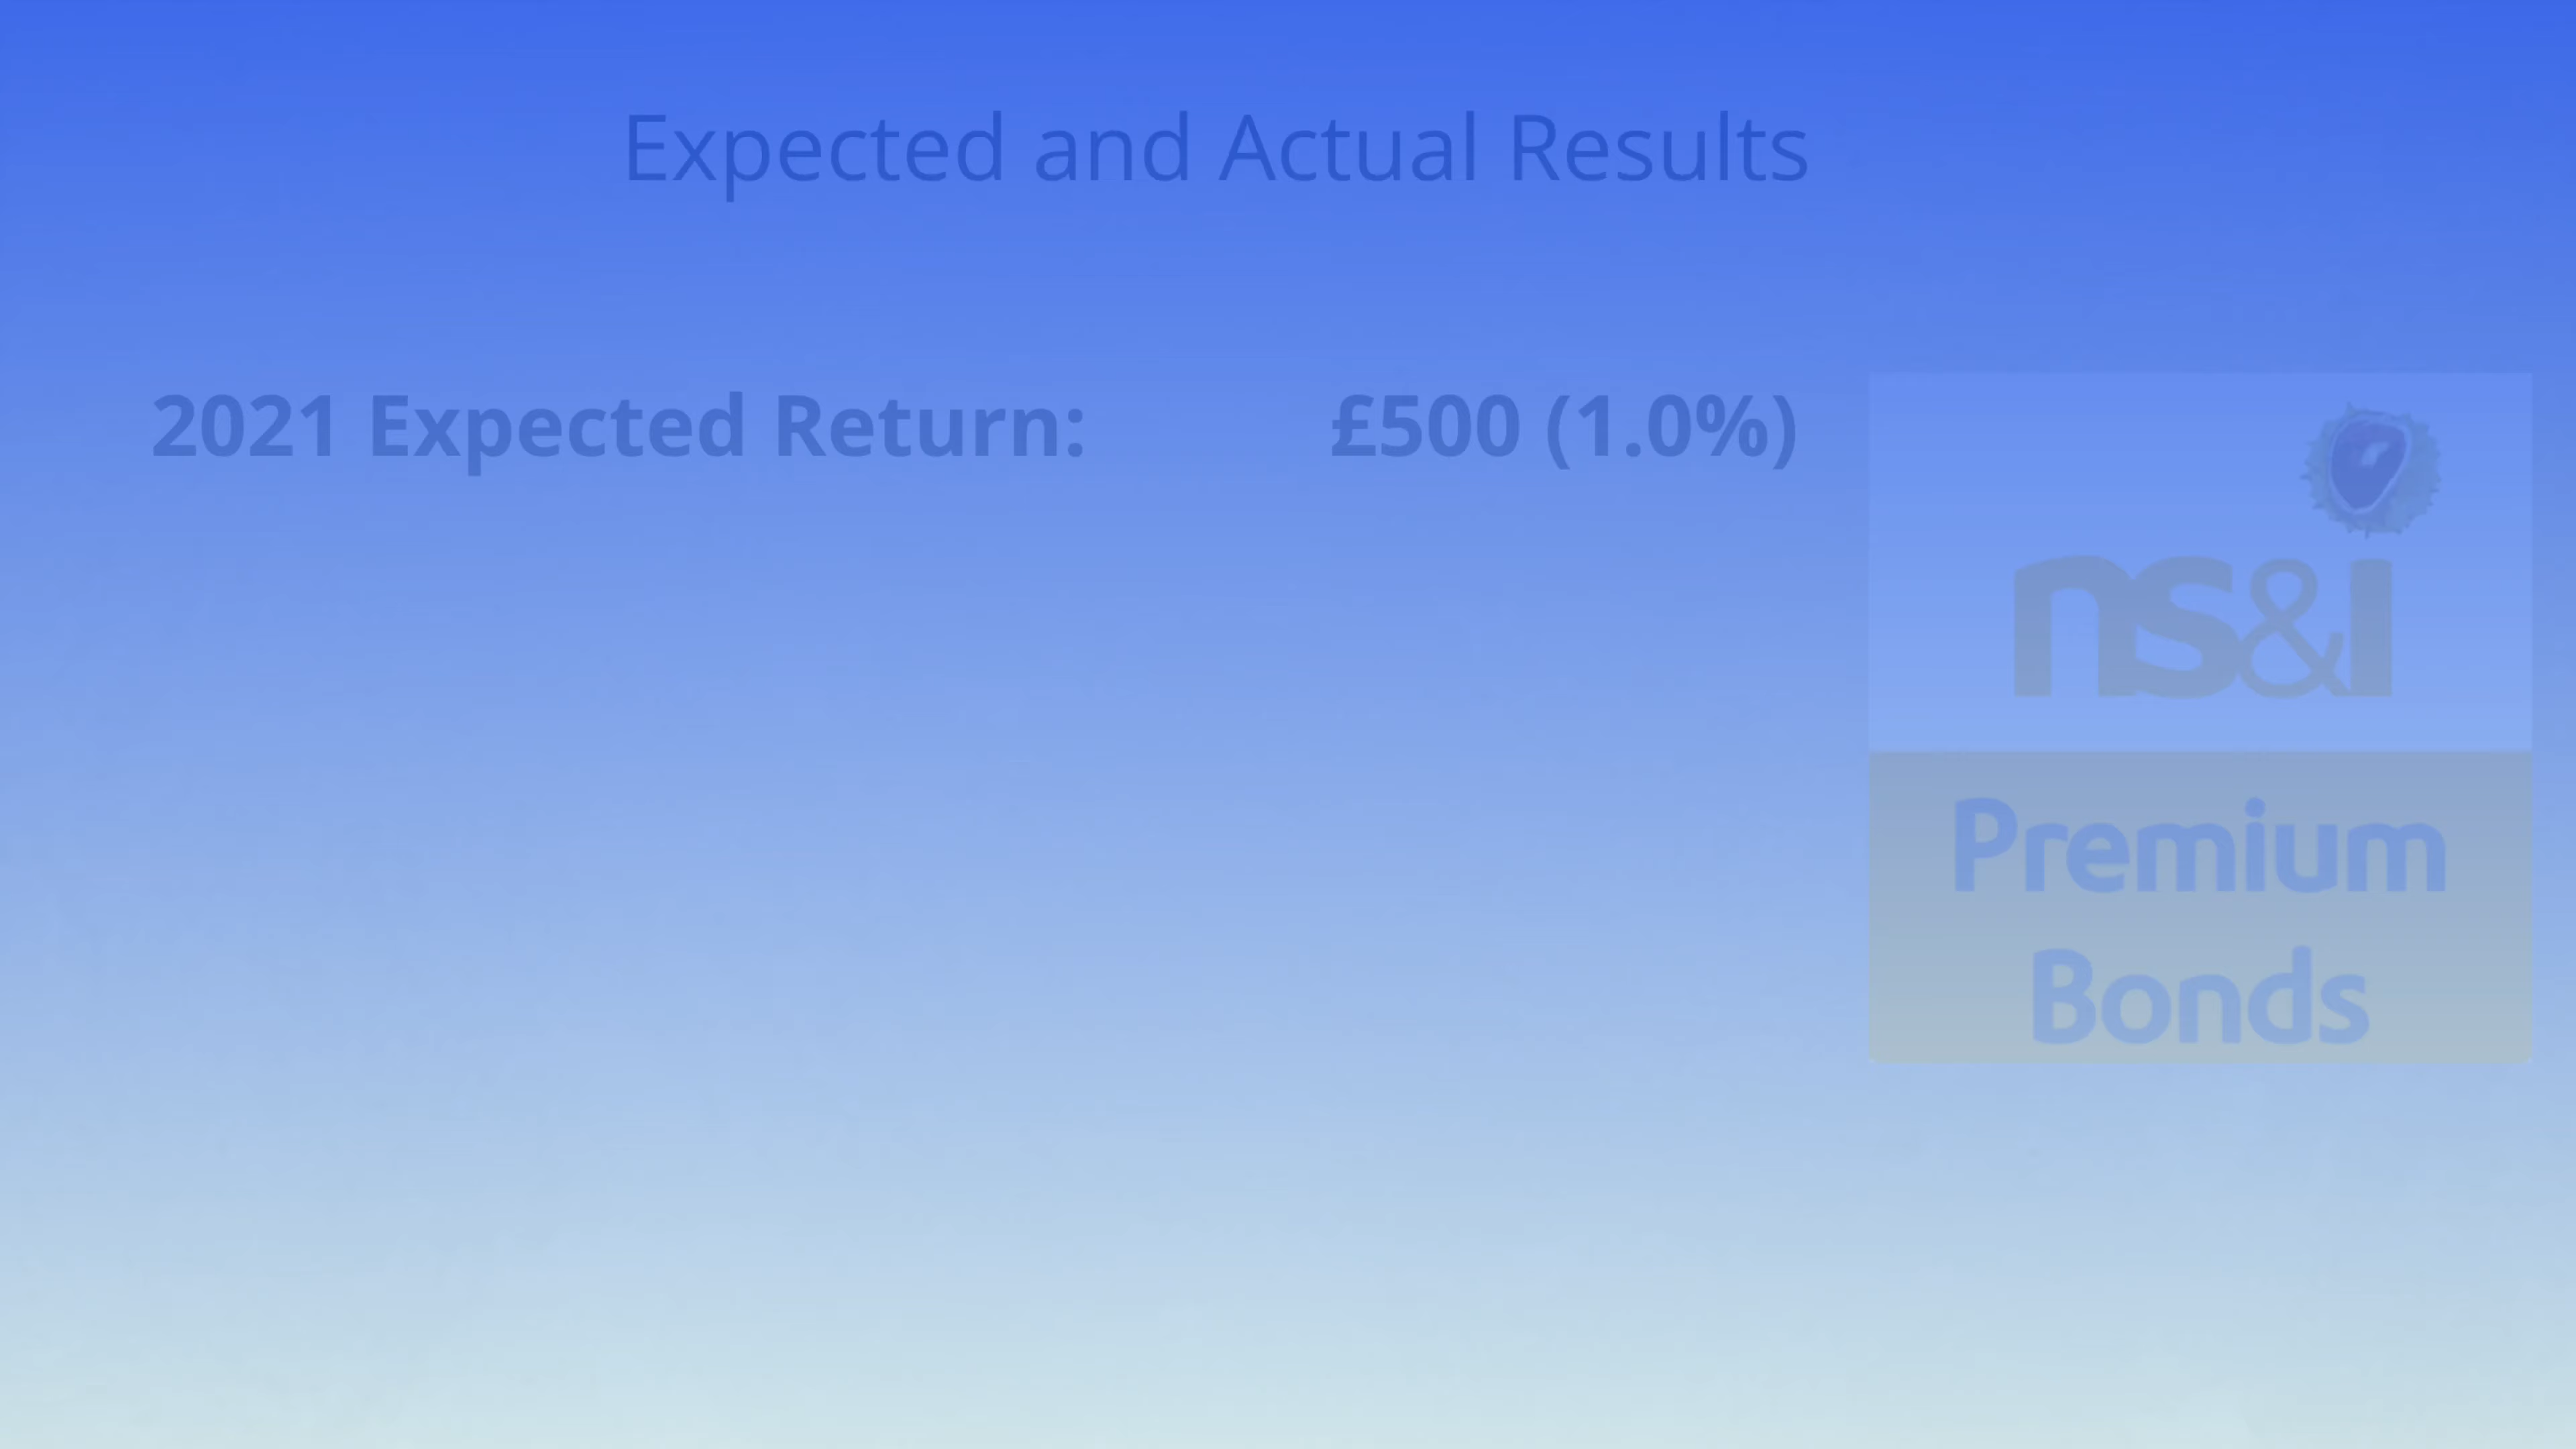 Expected and Actual Results
2021 Expected Return: £500 (1.0%)
ns&i
Premium
Bonds